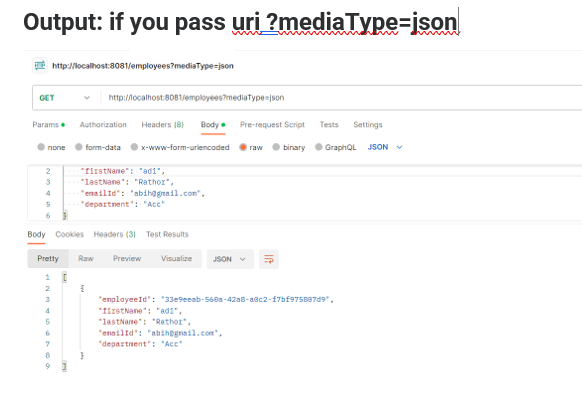 Output: if you pass uri ?mediaType=json
http://localhost:8081/employees?mediaType=json
GET http://localhost:8081/employees?mediaType=json
Params Authorization Headers (8) Body Pre-request Script Tests Settings
none form-data x-www-form-urlencoded raw binary GraphQL JSON
2 "firstName": "adi",
3 "lastName": "Rathor",
4 "emailId": "abih@gmail.com",
5 "department": "Acc"
6 }
Body Cookies Headers (3) Test Results
Pretty Raw Preview Visualize JSON
1 [
2 {
3 "employeeId": "33e9eeab-560a-42a8-a0c2-f7bf975807d9",
4 "firstName": "adi",
5 "lastName": "Rathor",
6 "emailId": "abih@gmail.com",
7 "department": "Acc"
8 }
9 ]